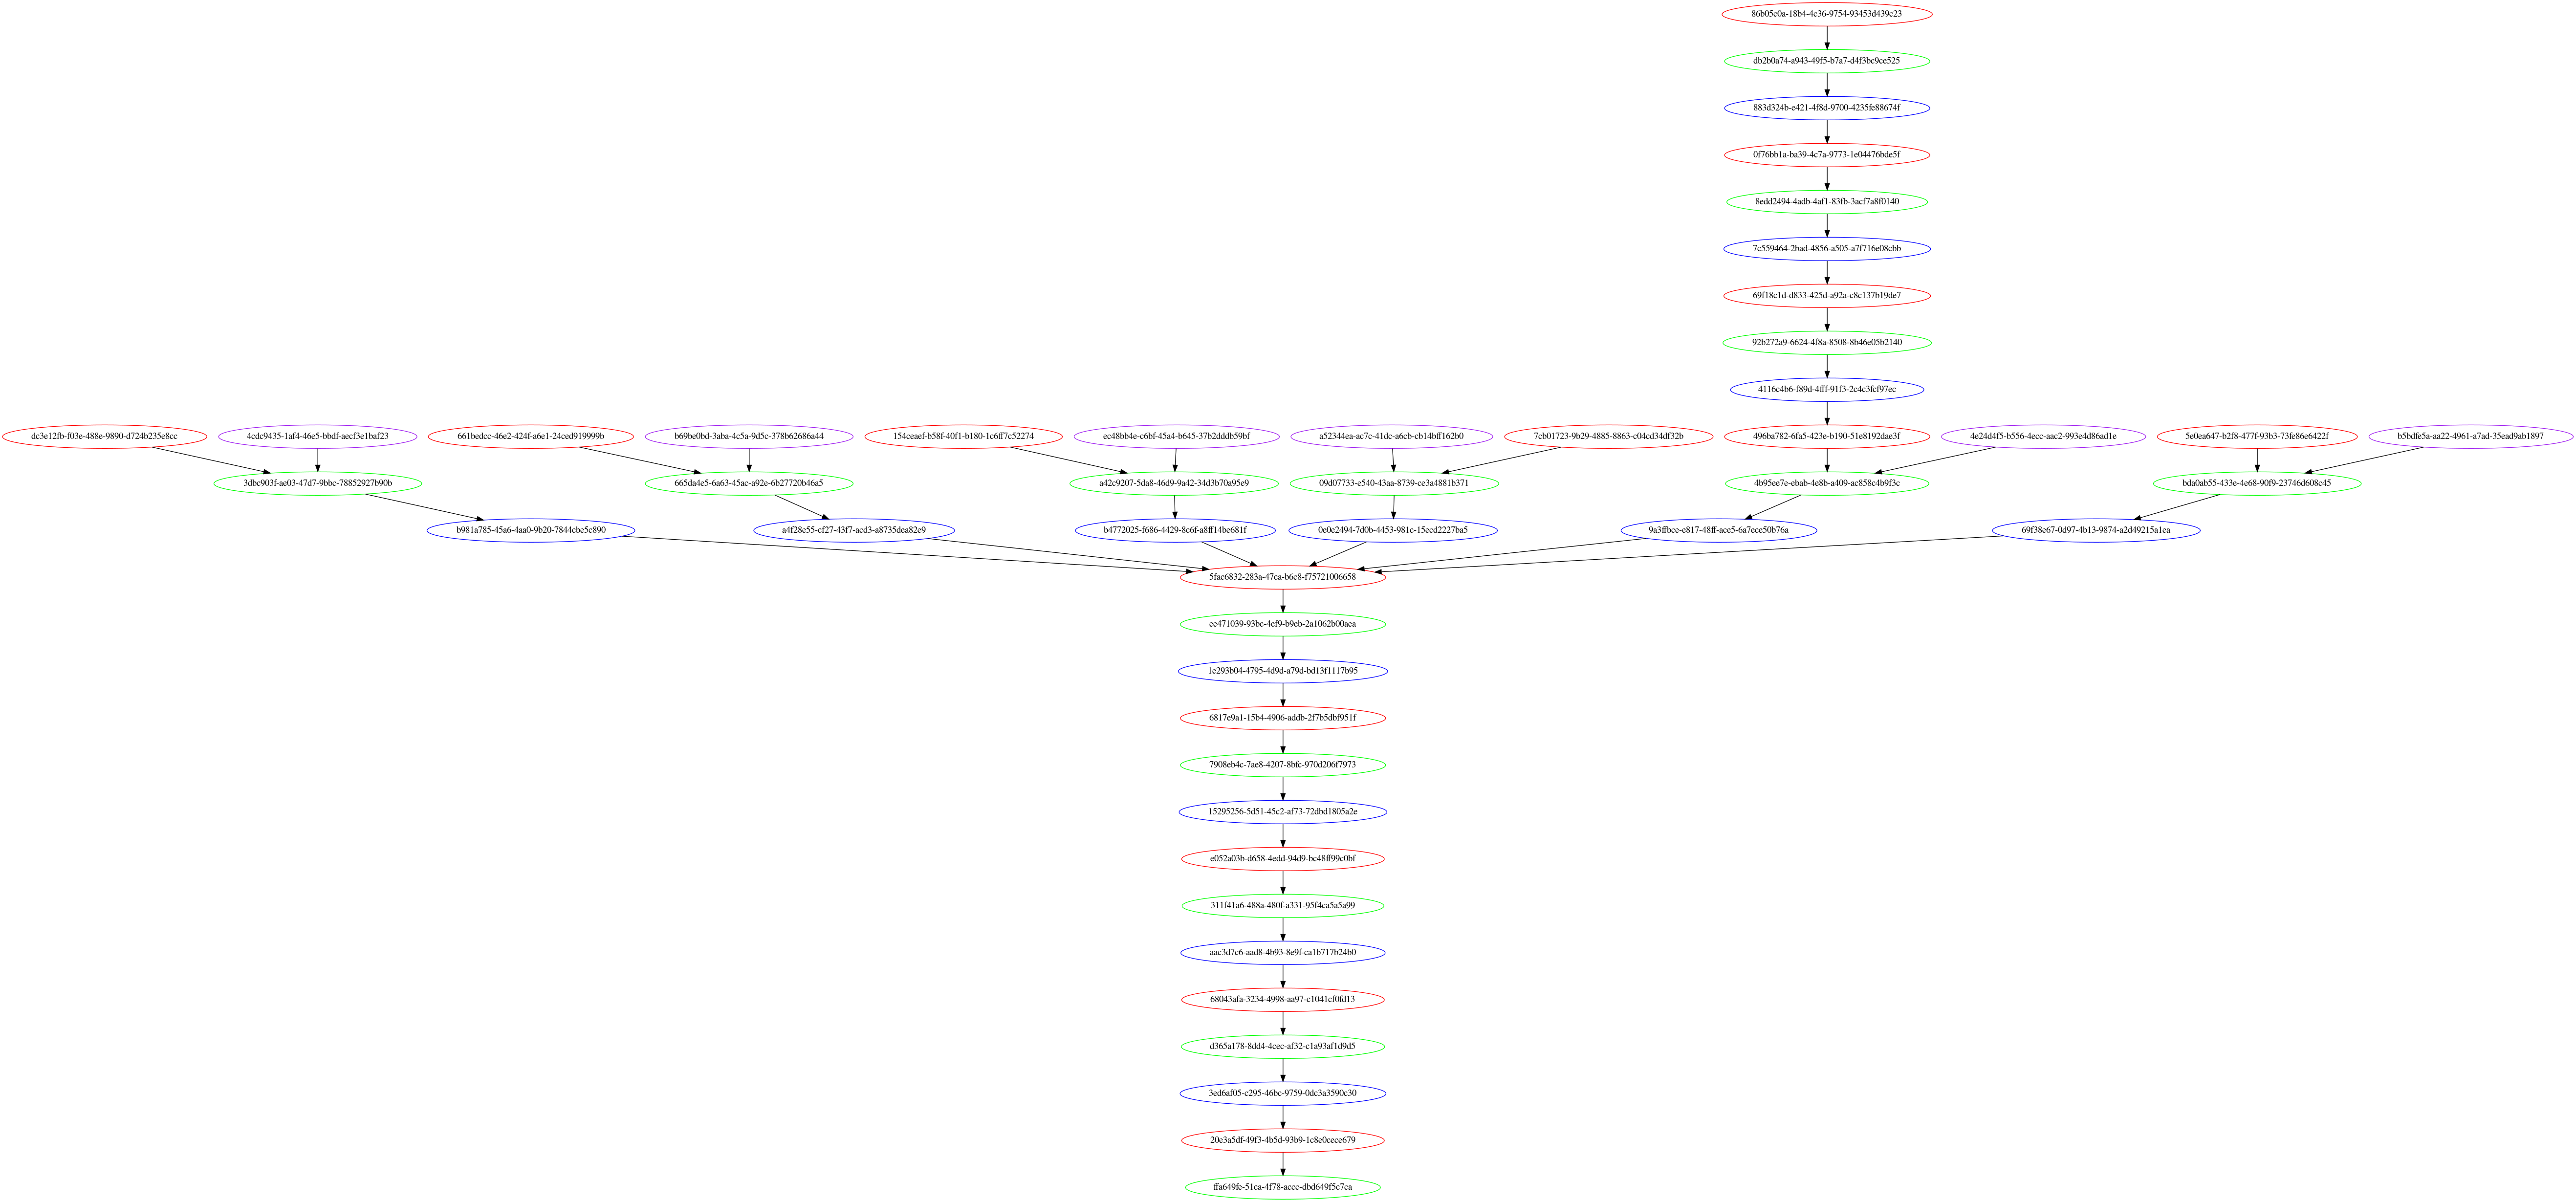 86b05c0a-18b4-4c36-9754-93453d439c23
db2b0a74-a943-49f5-b7a7-d4f3bc9ce525
883d324b-e421-4f8d-9700-4235fe88674f
0f76bb1a-ba39-4c7a-9773-1e04476bde5f
8edd2494-4adb-4af1-83fb-3acf7a8f0140
7c559464-2bad-4856-a505-a7f716e08cbb
69f18c1d-d833-425d-a92a-c8c137b19de7
92b272a9-6624-4f8a-8508-8b46e05b2140
4116c4b6-f89d-4fff-91f3-2c4c3fcf97ec
dc3e12fb-f03e-488e-9890-d724b235e8cc
4cdc9435-1af4-46e5-bbdf-aecf3e1baf23
661bedcc-46e2-424f-a6e1-24ced919999b
b69be0bd-3aba-4c5a-9d5c-378b62686a44
154ceaef-b58f-40f1-b180-1c6ff7c52274
ec48bb4e-c6bf-45a4-b645-37b2dddb59bf
a52344ea-ac7c-41dc-a6cb-cb14bff162b0
7cb01723-9b29-4885-8863-c04cd34df32b
496ba782-6fa5-423e-b190-51e8192dae3f
4e24d4f5-b556-4ecc-aac2-993e4d86ad1e
5e0ea647-b2f8-477f-93b3-73fe86e6422f
b5bdfe5a-aa22-4961-a7ad-35ead9ab1897
3dbc903f-ae03-47d7-9bbc-78852927b90b
665da4e5-6a63-45ac-a92e-6b27720b46a5
a42c9207-5da8-46d9-9a42-34d3b70a95e9
09d07733-e540-43aa-8739-ce3a4881b371
4b95ee7e-ebab-4e8b-a409-ac858c4b9f3c
bda0ab55-433e-4e68-90f9-23746d608c45
b981a785-45a6-4aa0-9b20-7844cbe5c890
a4f28e55-cf27-43f7-acd3-a8735dea82e9
b4772025-f686-4429-8c6f-a8ff14be681f
0e0e2494-7d0b-4453-981c-15ecd2227ba5
9a3ffbce-e817-48ff-ace5-6a7ece50b76a
69f38e67-0d97-4b13-9874-a2d49215a1ea
5fac6832-283a-47ca-b6c8-f75721006658
ee471039-93bc-4ef9-b9eb-2a1062b00aea
1e293b04-4795-4d9d-a79d-bd13f1117b95
6817e9a1-15b4-4906-addb-2f7b5dbf951f
7908eb4c-7ae8-4207-8bfc-970d206f7973
15295256-5d51-45c2-af73-72dbd1805a2e
e052a03b-d658-4edd-94d9-bc48ff99c0bf
311f41a6-488a-480f-a331-95f4ca5a5a99
aac3d7c6-aad8-4b93-8e9f-ca1b717b24b0
68043afa-3234-4998-aa97-c1041cf0fd13
d365a178-8dd4-4cec-af32-c1a93af1d9d5
3ed6af05-c295-46bc-9759-0dc3a3590c30
20e3a5df-49f3-4b5d-93b9-1c8e0cece679
ffa649fe-51ca-4f78-accc-dbd649f5c7ca